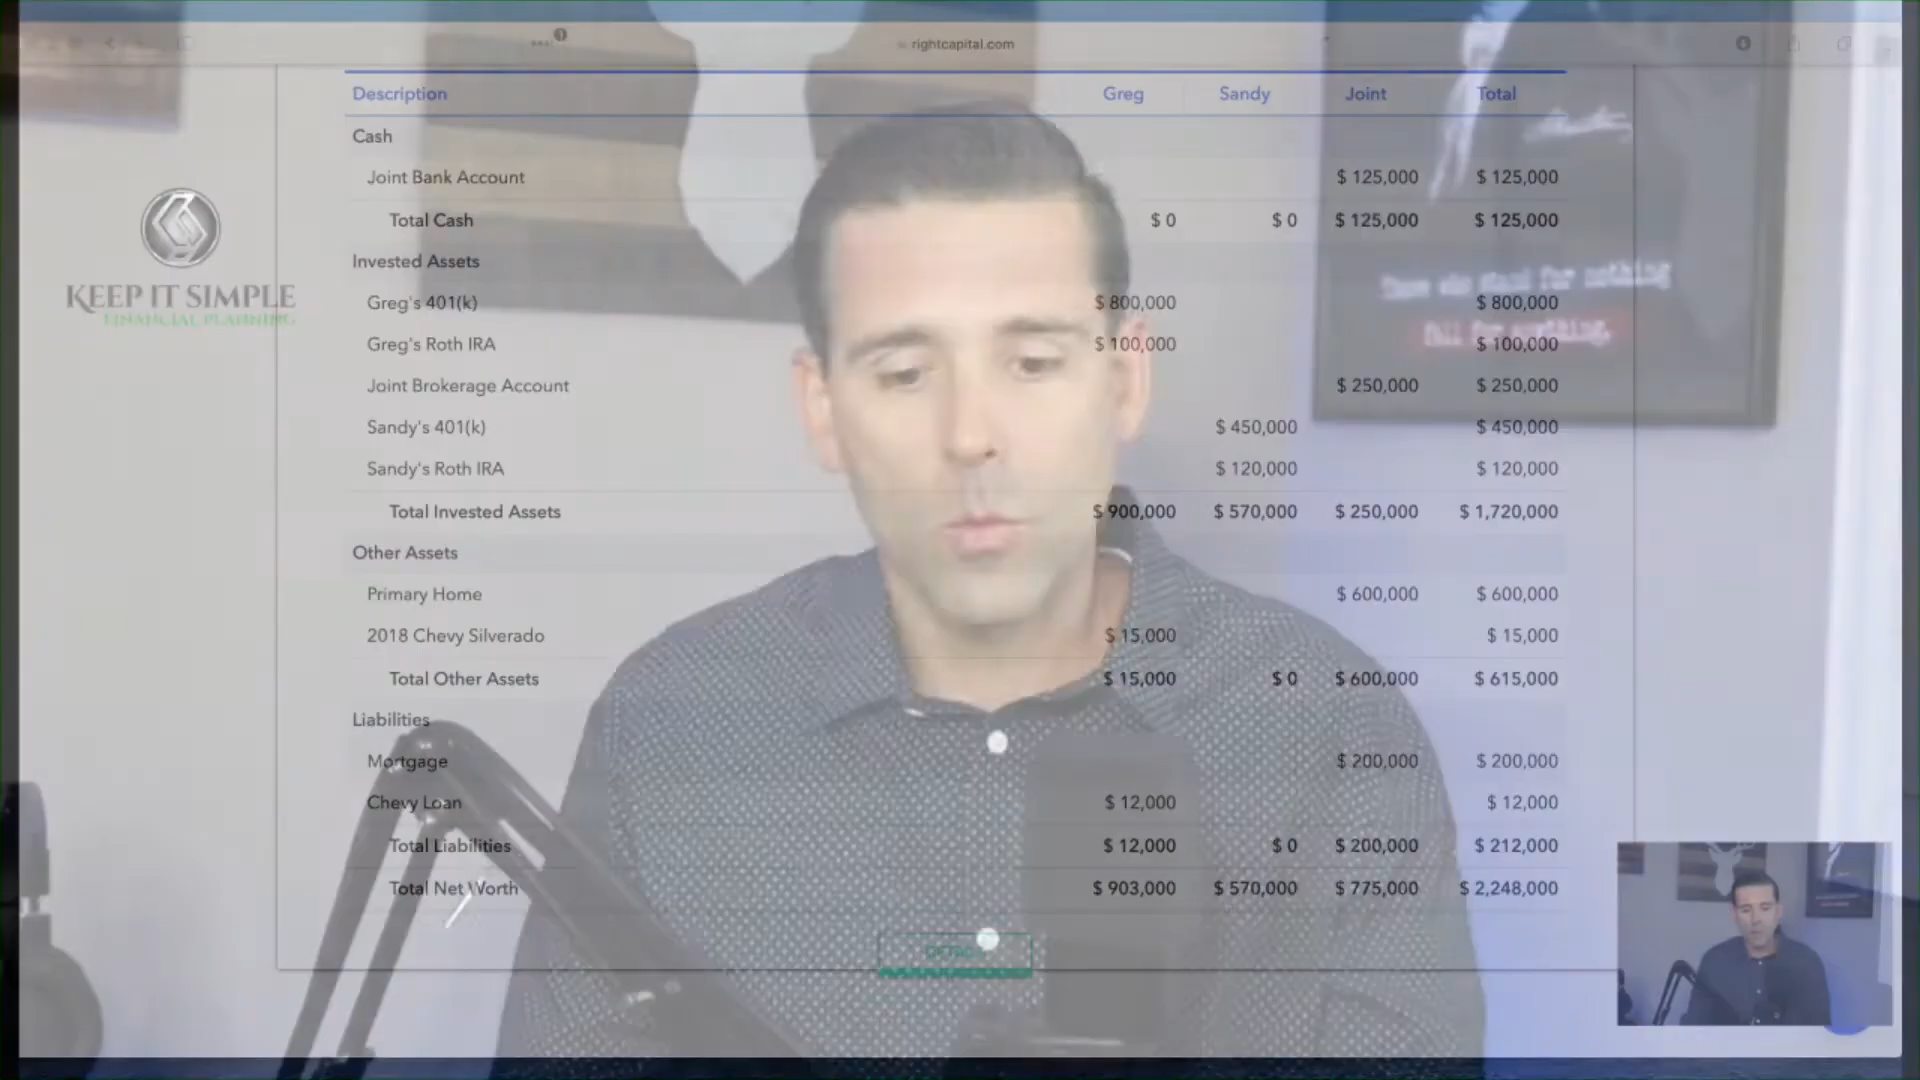 rightcapital.com
Description Greg Sandy Joint Total
Cash
Joint Bank Account $ 125,000 $ 125,000
Total Cash $ 0 $ 0 $ 125,000 $ 125,000
Invested Assets
KEEP IT SIMPLE
FINANCIAL PLANNING
Greg's 401(k) $ 800,000 $ 800,000
Greg's Roth IRA $ 100,000 $ 100,000
Joint Brokerage Account $ 250,000 $ 250,000
Sandy's 401(k) $ 450,000 $ 450,000
Sandy's Roth IRA $ 120,000 $ 120,000
Total Invested Assets $ 900,000 $ 570,000 $ 250,000 $ 1,720,000
Other Assets
Primary Home $ 600,000 $ 600,000
2018 Chevy Silverado $ 15,000 $ 15,000
Total Other Assets $ 15,000 $ 0 $ 600,000 $ 615,000
Liabilities
Mortgage $ 200,000 $ 200,000
Chevy Loan $ 12,000 $ 12,000
Total Liabilities $ 12,000 $ 0 $ 200,000 $ 212,000
Total Net Worth $ 903,000 $ 570,000 $ 775,000 $ 2,248,000
stand for nothing
fall for anything.